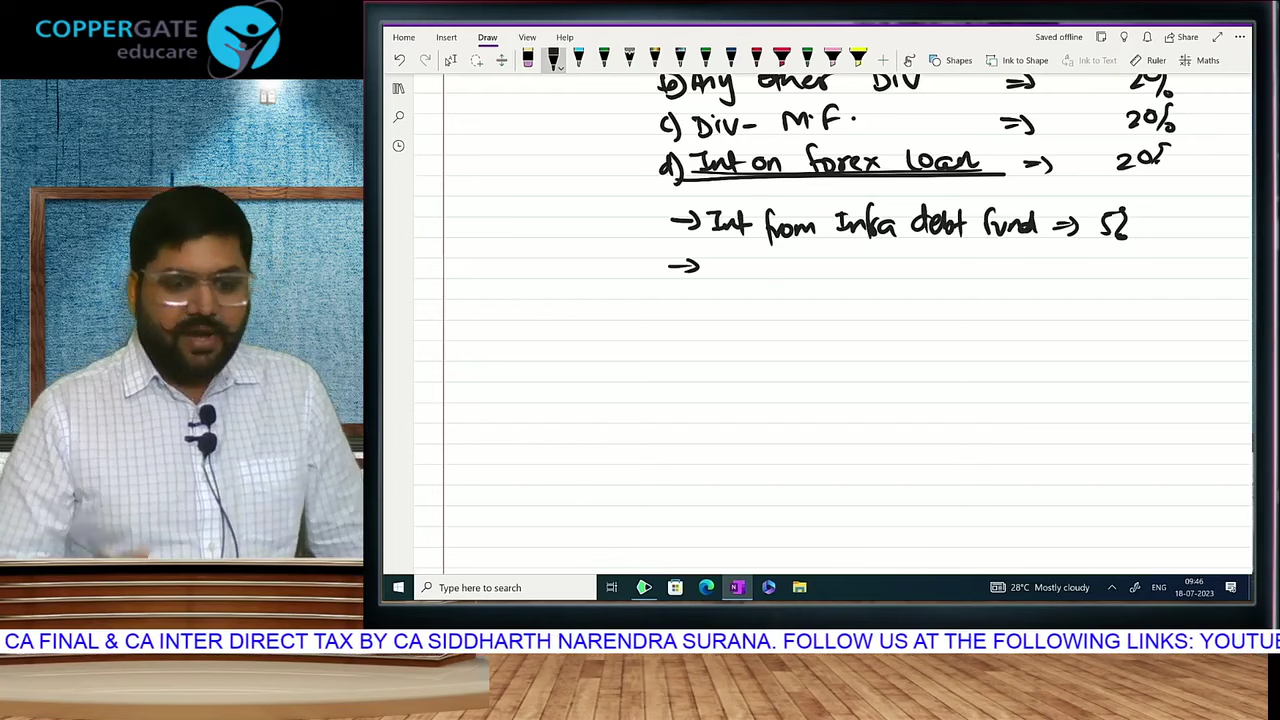 COPPERGATE
educare
Home Insert Draw View Help
Saved offline
Share
Shapes
Ink to Shape
Ink to Text
Ruler
Maths
b) Any other DIV => 20%
c) DIV- M.F. => 20%
d) Int on forex loan => 20%
→ Int from Infra debt fund => 5%
→
Type here to search
28°C Mostly cloudy
ENG
09:46
18-07-2023
CA FINAL & CA INTER DIRECT TAX BY CA SIDDHARTH NARENDRA SURANA. FOLLOW US AT THE FOLLOWING LINKS: YOUTUBE